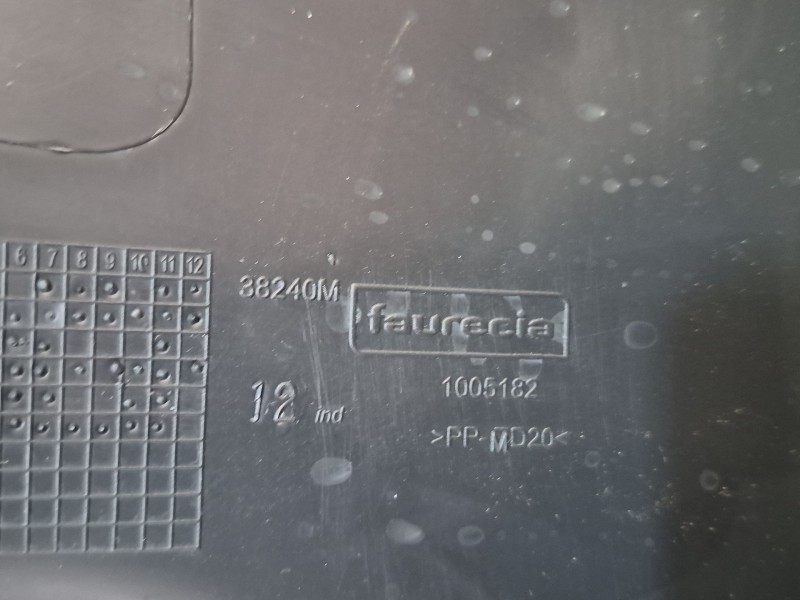 6 7 8 9 10 11 12
38240M
faurecia
12 ind
1005182
>PP-MD20<